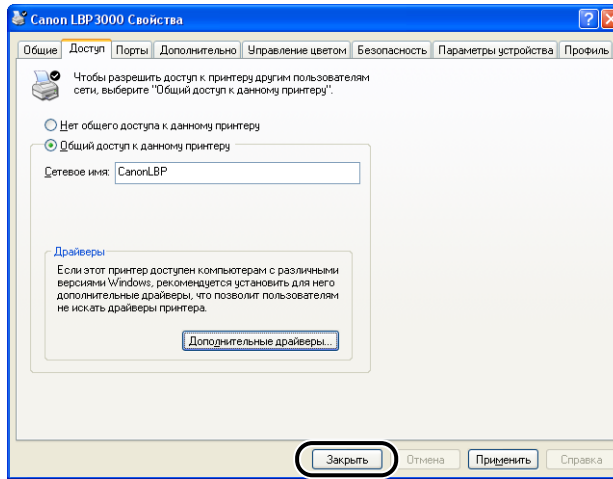 Canon LBP3000 Свойства
Общие Доступ Порты Дополнительно Управление цветом Безопасность Параметры устройства Профиль
Чтобы разрешить доступ к принтеру другим пользователям
сети, выберите "Общий доступ к данному принтеру".
Нет общего доступа к данному принтеру
Общий доступ к данному принтеру
Сетевое имя: CanonLBP
Драйверы
Если этот принтер доступен компьютерам с различными
версиями Windows, рекомендуется установить для него
дополнительные драйверы, что позволит пользователям
не искать драйверы принтера.
Дополнительные драйверы...
Закрыть Отмена Применить Справка